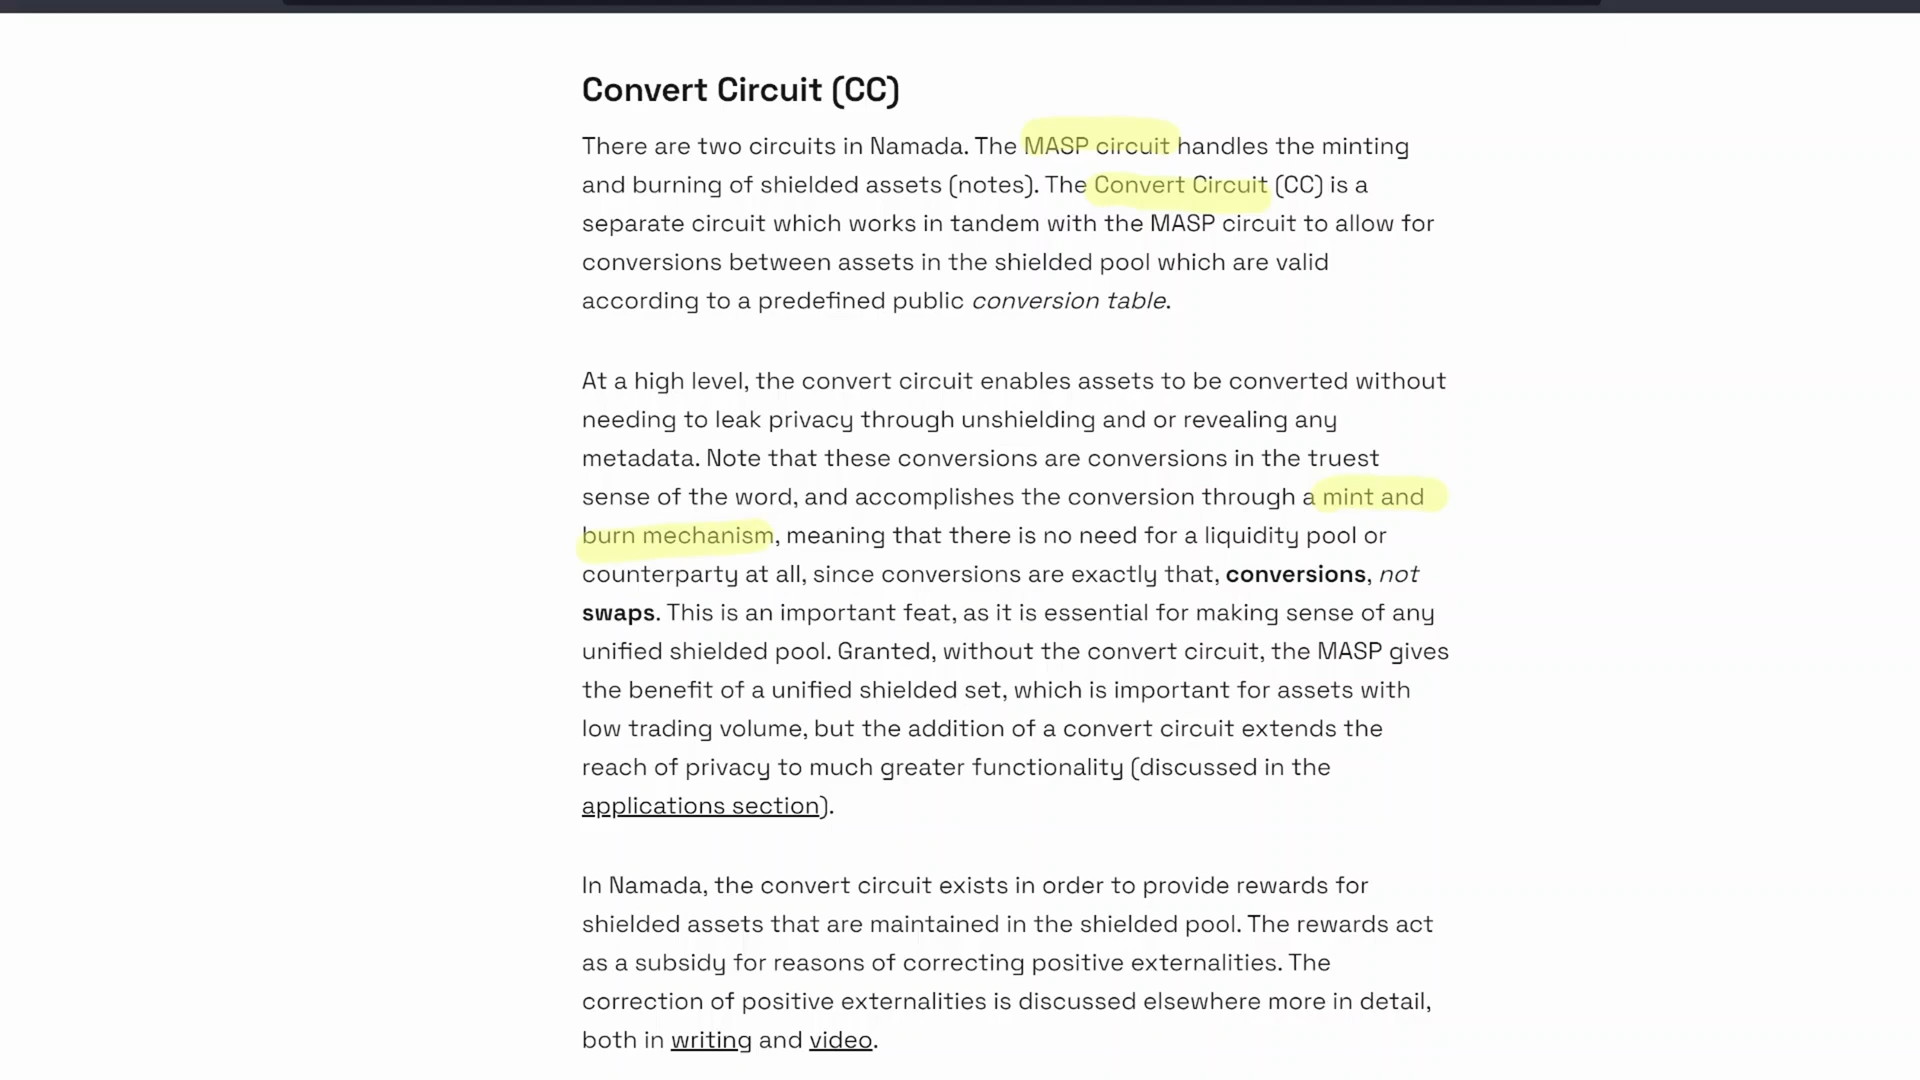 Convert Circuit (CC)
There are two circuits in Namada. The MASP circuit handles the minting
and burning of shielded assets (notes). The Convert Circuit (CC) is a
separate circuit which works in tandem with the MASP circuit to allow for
conversions between assets in the shielded pool which are valid
according to a predefined public conversion table.
At a high level, the convert circuit enables assets to be converted without
needing to leak privacy through unshielding and or revealing any
metadata. Note that these conversions are conversions in the truest
sense of the word, and accomplishes the conversion through a mint and
burn mechanism, meaning that there is no need for a liquidity pool or
counterparty at all, since conversions are exactly that, conversions, not
swaps. This is an important feat, as it is essential for making sense of any
unified shielded pool. Granted, without the convert circuit, the MASP gives
the benefit of a unified shielded set, which is important for assets with
low trading volume, but the addition of a convert circuit extends the
reach of privacy to much greater functionality (discussed in the
applications section).
In Namada, the convert circuit exists in order to provide rewards for
shielded assets that are maintained in the shielded pool. The rewards act
as a subsidy for reasons of correcting positive externalities. The
correction of positive externalities is discussed elsewhere more in detail,
both in writing and video.